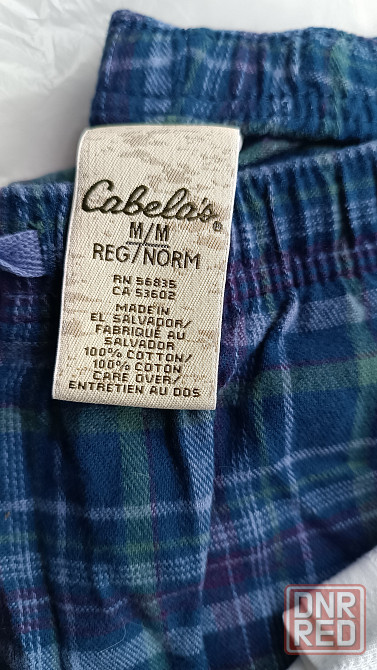 Cabela's®
M/M
REG/NORM
RN 56835
CA 53602
MADE IN
EL SALVADOR/
FABRIQUÉ AU
SALVADOR
100% COTTON/
100% COTON
CARE OVER/
ENTRETIEN AU DOS
DNR
RED